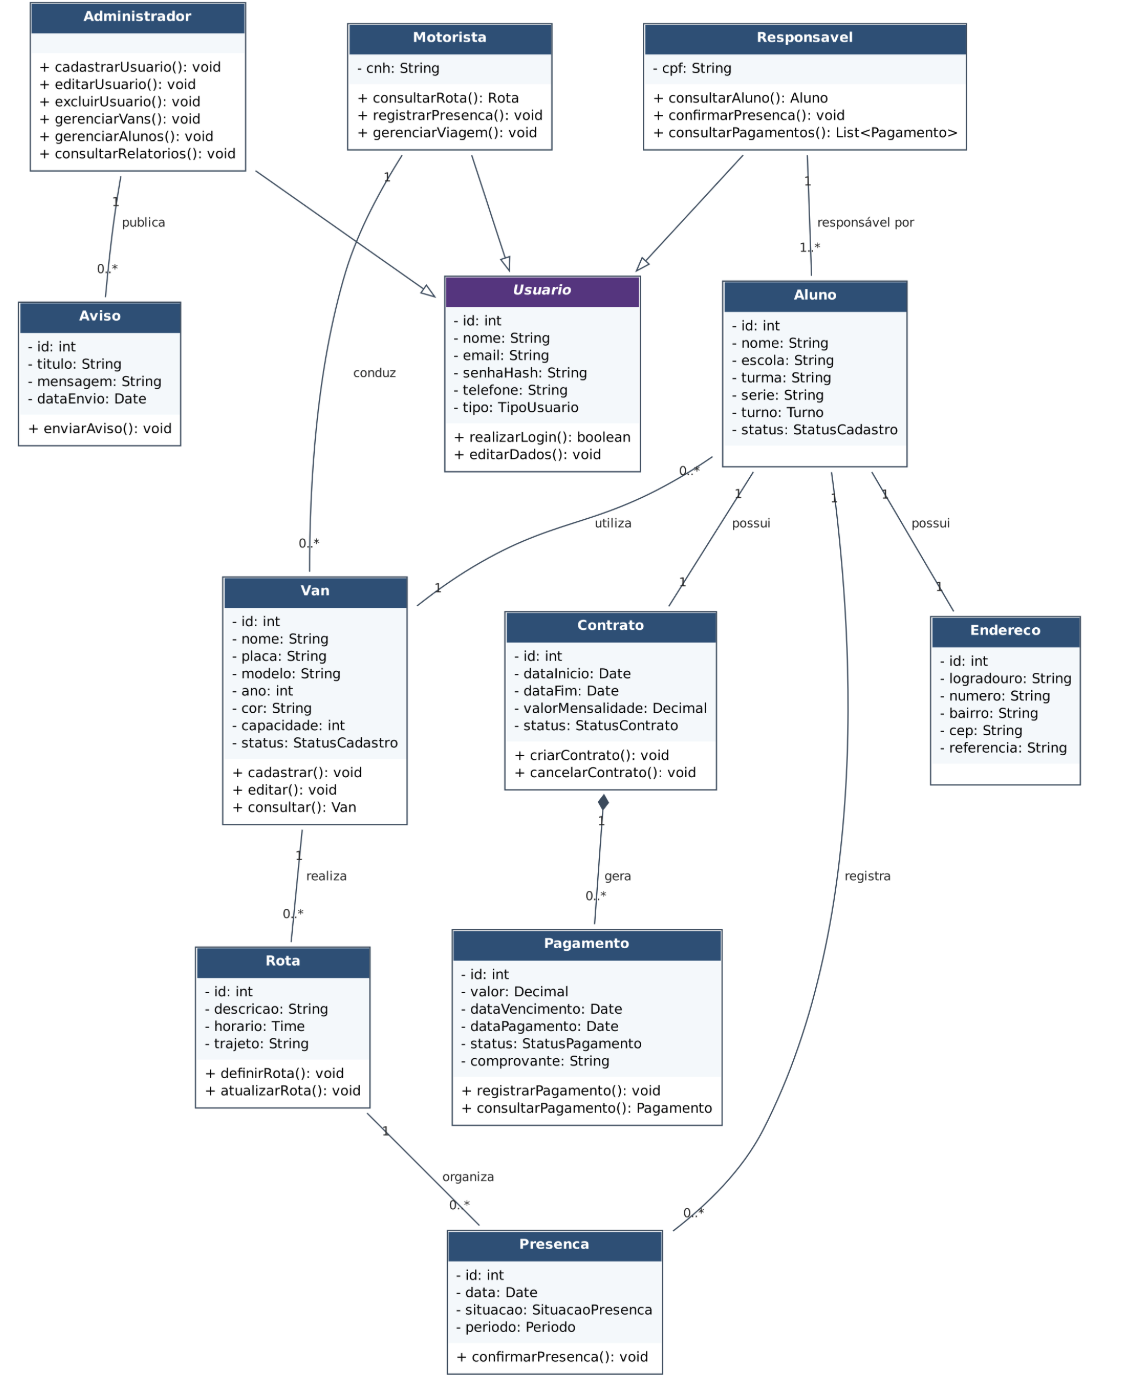 Administrador
+ cadastrarUsuario(): void
+ editarUsuario(): void
+ excluirUsuario(): void
+ gerenciarVans(): void
+ gerenciarAlunos(): void
+ consultarRelatorios(): void
Motorista
- cnh: String
+ consultarRota(): Rota
+ registrarPresenca(): void
+ gerenciarViagem(): void
Responsavel
- cpf: String
+ consultarAluno(): Aluno
+ confirmarPresenca(): void
+ consultarPagamentos(): List<Pagamento>
1
publica
0..*
1
conduz
0..*
1
responsável por
1..*
Aviso
- id: int
- titulo: String
- mensagem: String
- dataEnvio: Date
+ enviarAviso(): void
Usuario
- id: int
- nome: String
- email: String
- senhaHash: String
- telefone: String
- tipo: TipoUsuario
+ realizarLogin(): boolean
+ editarDados(): void
Aluno
- id: int
- nome: String
- escola: String
- turma: String
- serie: String
- turno: Turno
- status: StatusCadastro
0..*
utiliza
1
1
possui
1
1
registra
0..*
1
possui
1
Van
- id: int
- nome: String
- placa: String
- modelo: String
- ano: int
- cor: String
- capacidade: int
- status: StatusCadastro
+ cadastrar(): void
+ editar(): void
+ consultar(): Van
Contrato
- id: int
- dataInicio: Date
- dataFim: Date
- valorMensalidade: Decimal
- status: StatusContrato
+ criarContrato(): void
+ cancelarContrato(): void
Endereco
- id: int
- logradouro: String
- numero: String
- bairro: String
- cep: String
- referencia: String
1
realiza
0..*
1
gera
0..*
Rota
- id: int
- descricao: String
- horario: Time
- trajeto: String
+ definirRota(): void
+ atualizarRota(): void
Pagamento
- id: int
- valor: Decimal
- dataVencimento: Date
- dataPagamento: Date
- status: StatusPagamento
- comprovante: String
+ registrarPagamento(): void
+ consultarPagamento(): Pagamento
1
organiza
0..*
Presenca
- id: int
- data: Date
- situacao: SituacaoPresenca
- periodo: Periodo
+ confirmarPresenca(): void